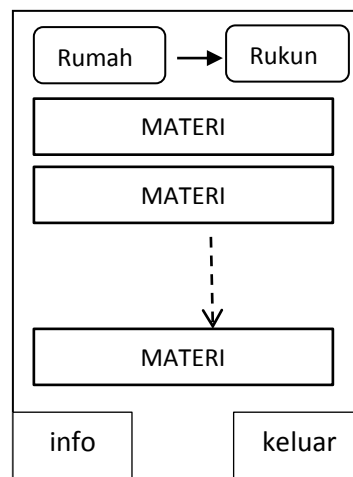 Rumah Rukun
MATERI
MATERI
MATERI
info keluar